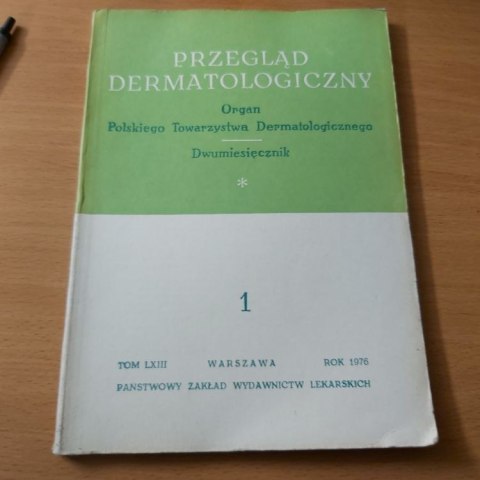 PRZEGLĄD
DERMATOLOGICZNY
Organ
Polskiego Towarzystwa Dermatologicznego
Dwumiesięcznik
*
1
TOM LXIII WARSZAWA ROK 1976
PAŃSTWOWY ZAKŁAD WYDAWNICTW LEKARSKICH